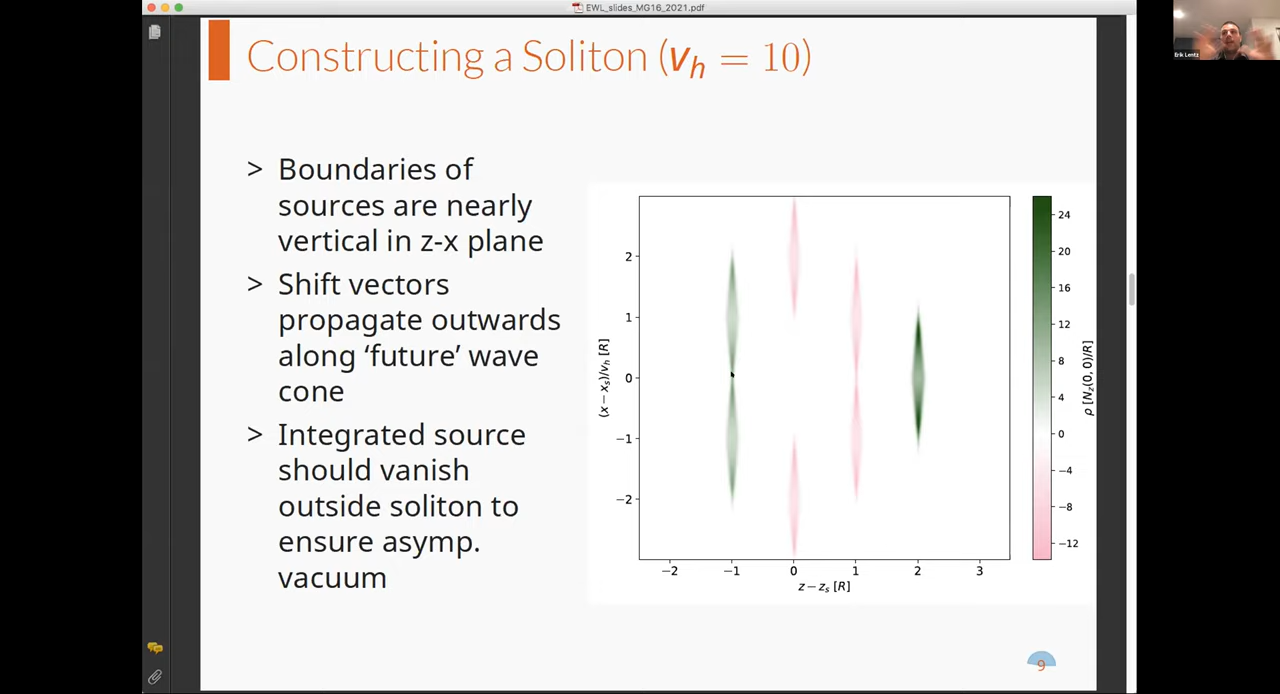 EWL_slides_MG16_2021.pdf
Erik Lentz
Constructing a Soliton (v_h = 10)
> Boundaries of
sources are nearly
vertical in z-x plane
> Shift vectors
propagate outwards
along ‘future’ wave
cone
> Integrated source
should vanish
outside soliton to
ensure asymp.
vacuum
(x − x_s)/v_h [R]
2
1
0
−1
−2
−2
−1
0
1
2
3
z − z_s [R]
24
20
16
12
8
4
0
−4
−8
−12
ρ [N_z(0, 0)/R]
9